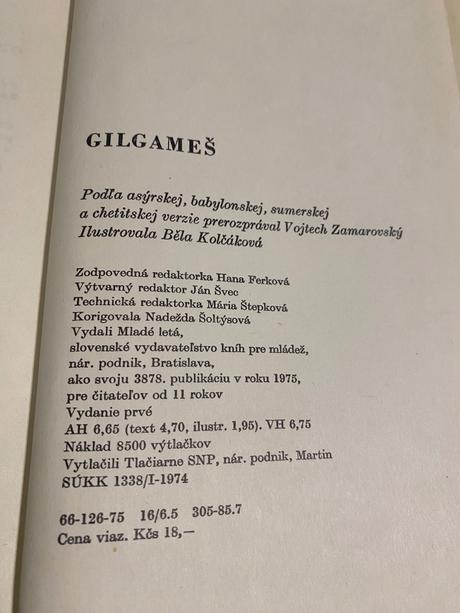 GILGAMEŠ
Podľa asýrskej, babylonskej, sumerskej
a chetitskej verzie prerozprával Vojtech Zamarovský
Ilustrovala Běla Kolčáková
Zodpovedná redaktorka Hana Ferková
Výtvarný redaktor Ján Švec
Technická redaktorka Mária Štepková
Korigovala Nadežda Šoltýsová
Vydali Mladé letá,
slovenské vydavateľstvo kníh pre mládež,
nár. podnik, Bratislava,
ako svoju 3878. publikáciu v roku 1975,
pre čitateľov od 11 rokov
Vydanie prvé
AH 6,65 (text 4,70, ilustr. 1,95). VH 6,75
Náklad 8500 výtlačkov
Vytlačili Tlačiarne SNP, nár. podnik, Martin
SÚKK 1338/I-1974
66-126-75 16/6.5 305-85.7
Cena viaz. Kčs 18,—